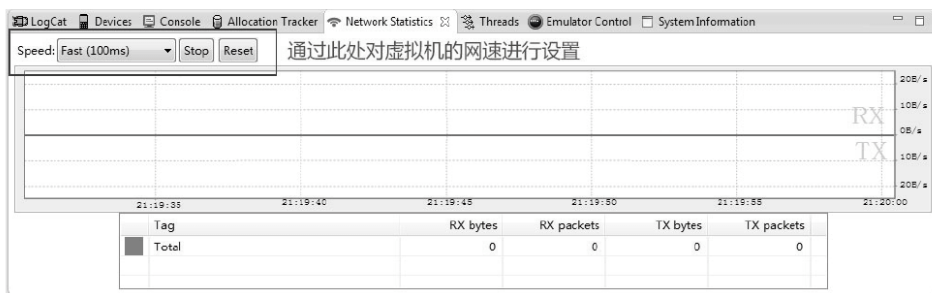 LogCat Devices Console Allocation Tracker Network Statistics Threads Emulator Control System Information
Speed: Fast (100ms) Stop Reset 通过此处对虚拟机的网速进行设置
20B/s
10B/s
RX
0B/s
TX
10B/s
20B/s
21:19:35 21:19:40 21:19:45 21:19:50 21:19:55 21:20:00
Tag RX bytes RX packets TX bytes TX packets
Total 0 0 0 0